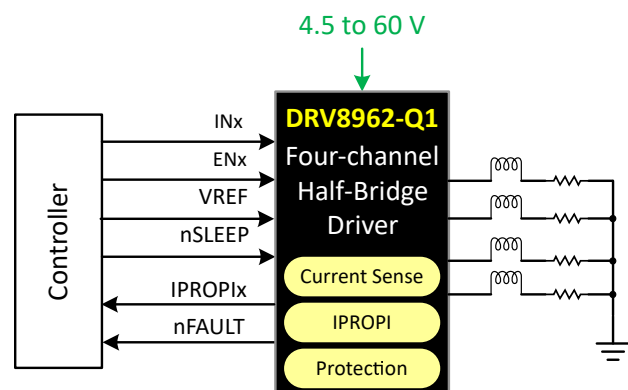 4.5 to 60 V
Controller
INx
ENx
VREF
nSLEEP
IPROPIx
nFAULT
DRV8962-Q1
Four-channel
Half-Bridge
Driver
Current Sense
IPROPI
Protection